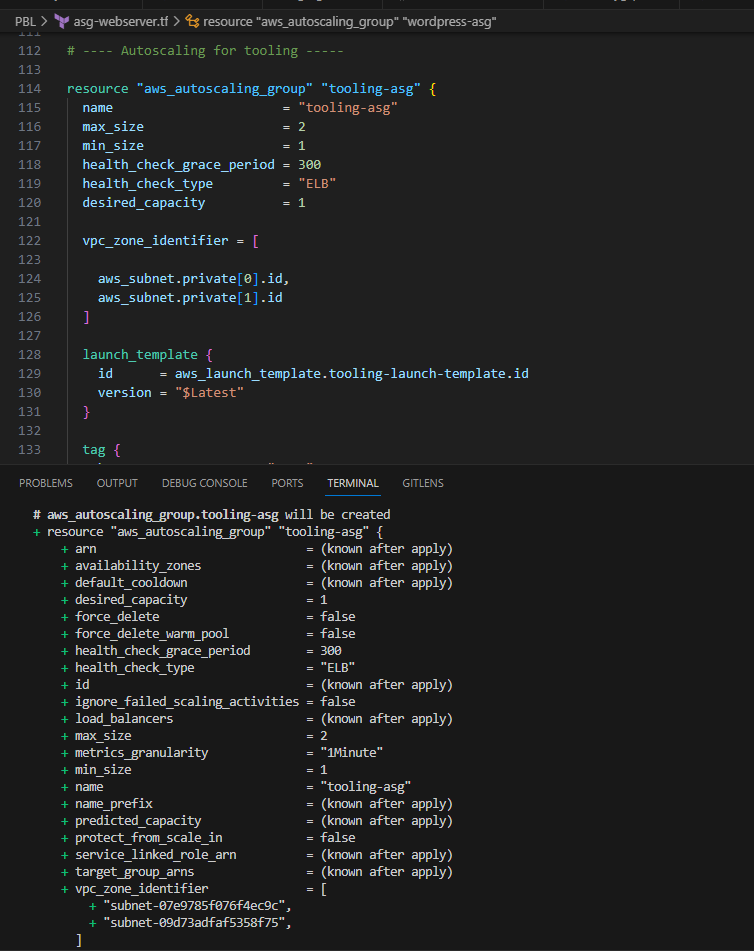 PBL > asg-webserver.tf > resource "aws_autoscaling_group" "wordpress-asg"
111
112 # ---- Autoscaling for tooling -----
113
114 resource "aws_autoscaling_group" "tooling-asg" {
115 name = "tooling-asg"
116 max_size = 2
117 min_size = 1
118 health_check_grace_period = 300
119 health_check_type = "ELB"
120 desired_capacity = 1
121
122 vpc_zone_identifier = [
123
124 aws_subnet.private[0].id,
125 aws_subnet.private[1].id
126 ]
127
128 launch_template {
129 id = aws_launch_template.tooling-launch-template.id
130 version = "$Latest"
131 }
132
133 tag {
PROBLEMS OUTPUT DEBUG CONSOLE PORTS TERMINAL GITLENS
# aws_autoscaling_group.tooling-asg will be created
+ resource "aws_autoscaling_group" "tooling-asg" {
+ arn = (known after apply)
+ availability_zones = (known after apply)
+ default_cooldown = (known after apply)
+ desired_capacity = 1
+ force_delete = false
+ force_delete_warm_pool = false
+ health_check_grace_period = 300
+ health_check_type = "ELB"
+ id = (known after apply)
+ ignore_failed_scaling_activities = false
+ load_balancers = (known after apply)
+ max_size = 2
+ metrics_granularity = "1Minute"
+ min_size = 1
+ name = "tooling-asg"
+ name_prefix = (known after apply)
+ predicted_capacity = (known after apply)
+ protect_from_scale_in = false
+ service_linked_role_arn = (known after apply)
+ target_group_arns = (known after apply)
+ vpc_zone_identifier = [
+ "subnet-07e9785f076f4ec9c",
+ "subnet-09d73adfaf5358f75",
]